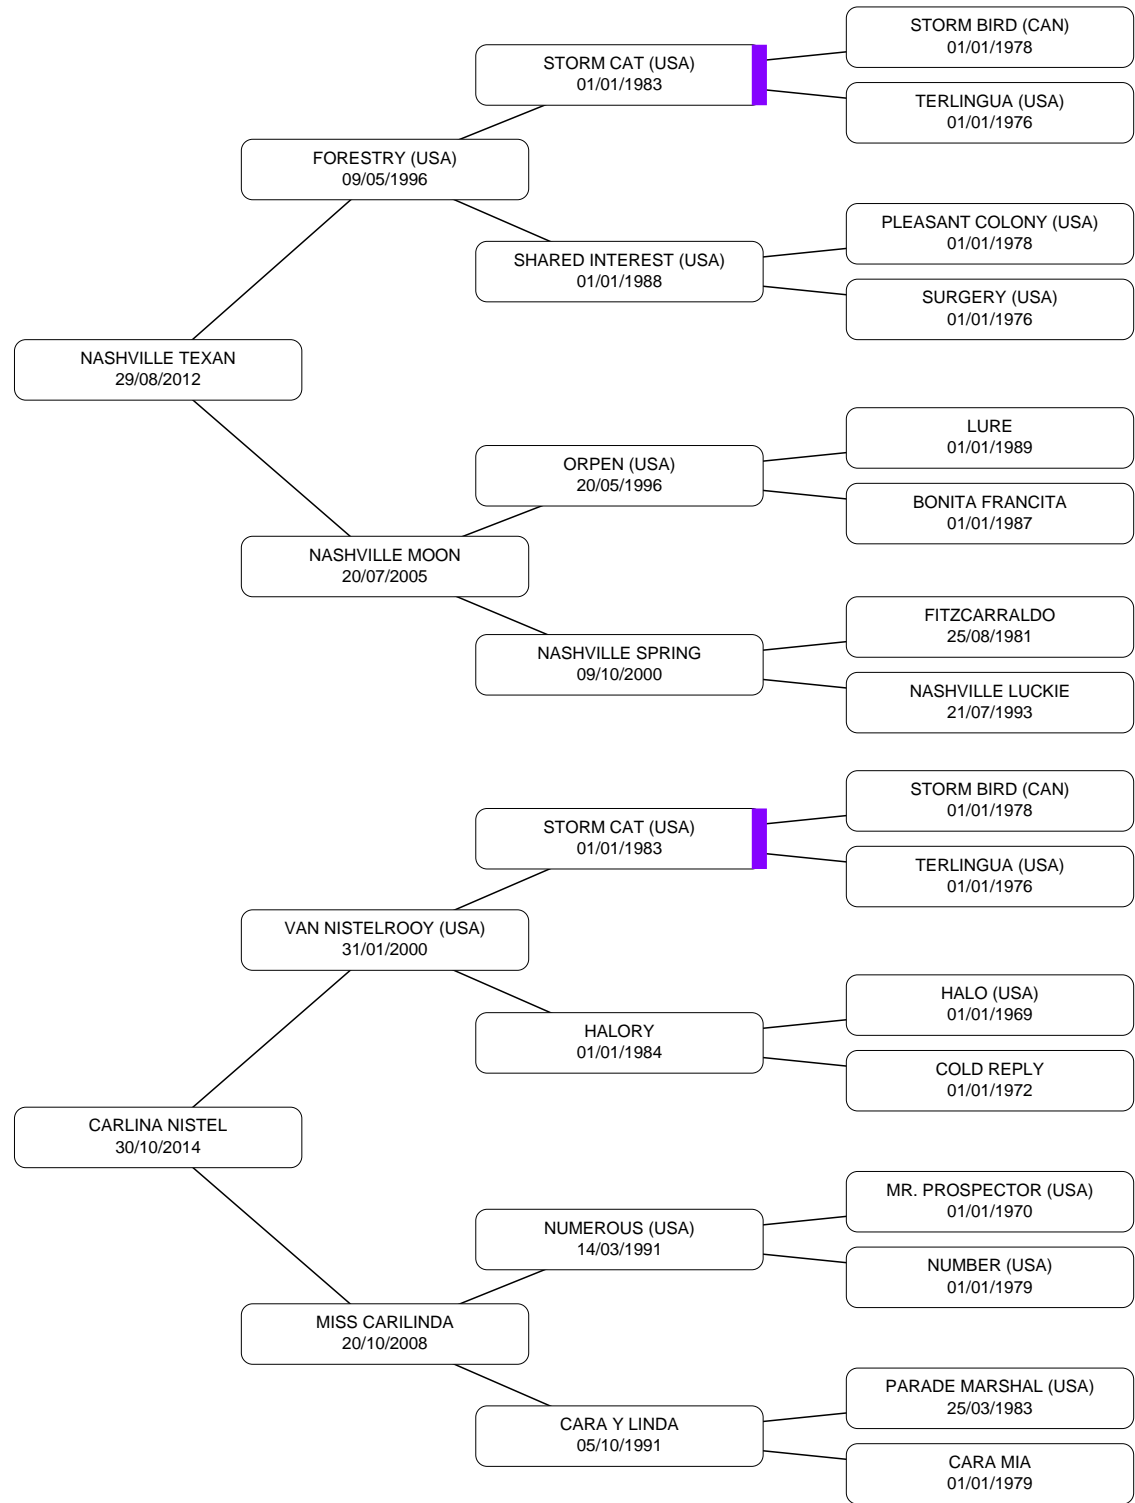 STORM BIRD (CAN)
01/01/1978
STORM CAT (USA)
01/01/1983
TERLINGUA (USA)
01/01/1976
FORESTRY (USA)
09/05/1996
PLEASANT COLONY (USA)
01/01/1978
SHARED INTEREST (USA)
01/01/1988
SURGERY (USA)
01/01/1976
NASHVILLE TEXAN
29/08/2012
LURE
01/01/1989
ORPEN (USA)
20/05/1996
BONITA FRANCITA
01/01/1987
NASHVILLE MOON
20/07/2005
FITZCARRALDO
25/08/1981
NASHVILLE SPRING
09/10/2000
NASHVILLE LUCKIE
21/07/1993
STORM BIRD (CAN)
01/01/1978
STORM CAT (USA)
01/01/1983
TERLINGUA (USA)
01/01/1976
VAN NISTELROOY (USA)
31/01/2000
HALO (USA)
01/01/1969
HALORY
01/01/1984
COLD REPLY
01/01/1972
CARLINA NISTEL
30/10/2014
MR. PROSPECTOR (USA)
01/01/1970
NUMEROUS (USA)
14/03/1991
NUMBER (USA)
01/01/1979
MISS CARILINDA
20/10/2008
PARADE MARSHAL (USA)
25/03/1983
CARA Y LINDA
05/10/1991
CARA MIA
01/01/1979